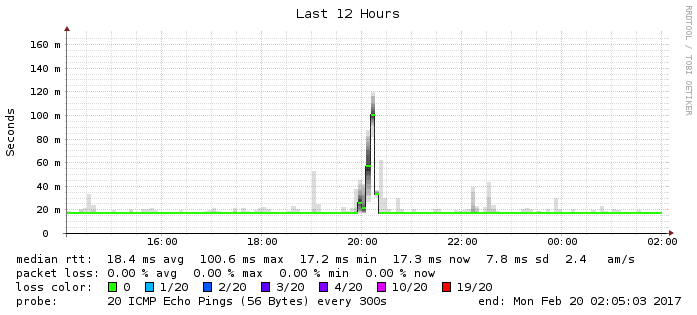 Last 12 Hours
RRDTOOL / TOBI OETIKER
Seconds
160 m
140 m
120 m
100 m
80 m
60 m
40 m
20 m
0
16:00 18:00 20:00 22:00 00:00 02:00
median rtt: 18.4 ms avg 100.6 ms max 17.2 ms min 17.3 ms now 7.8 ms sd 2.4 am/s
packet loss: 0.00 % avg 0.00 % max 0.00 % min 0.00 % now
loss color: 0 1/20 2/20 3/20 4/20 10/20 19/20
probe: 20 ICMP Echo Pings (56 Bytes) every 300s end: Mon Feb 20 02:05:03 2017